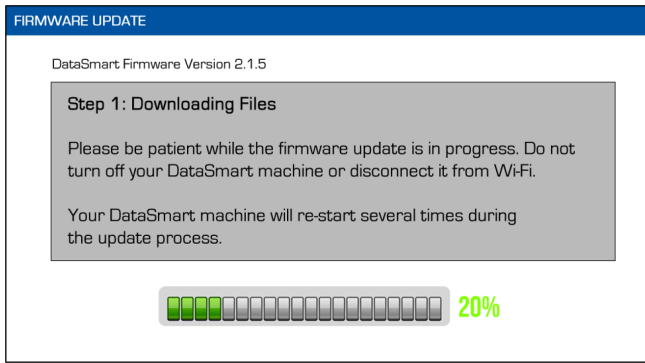 FIRMWARE UPDATE
DataSmart Firmware Version 2.1.5
Step 1: Downloading Files
Please be patient while the firmware update is in progress. Do not
turn off your DataSmart machine or disconnect it from Wi-Fi.
Your DataSmart machine will re-start several times during
the update process.
20%